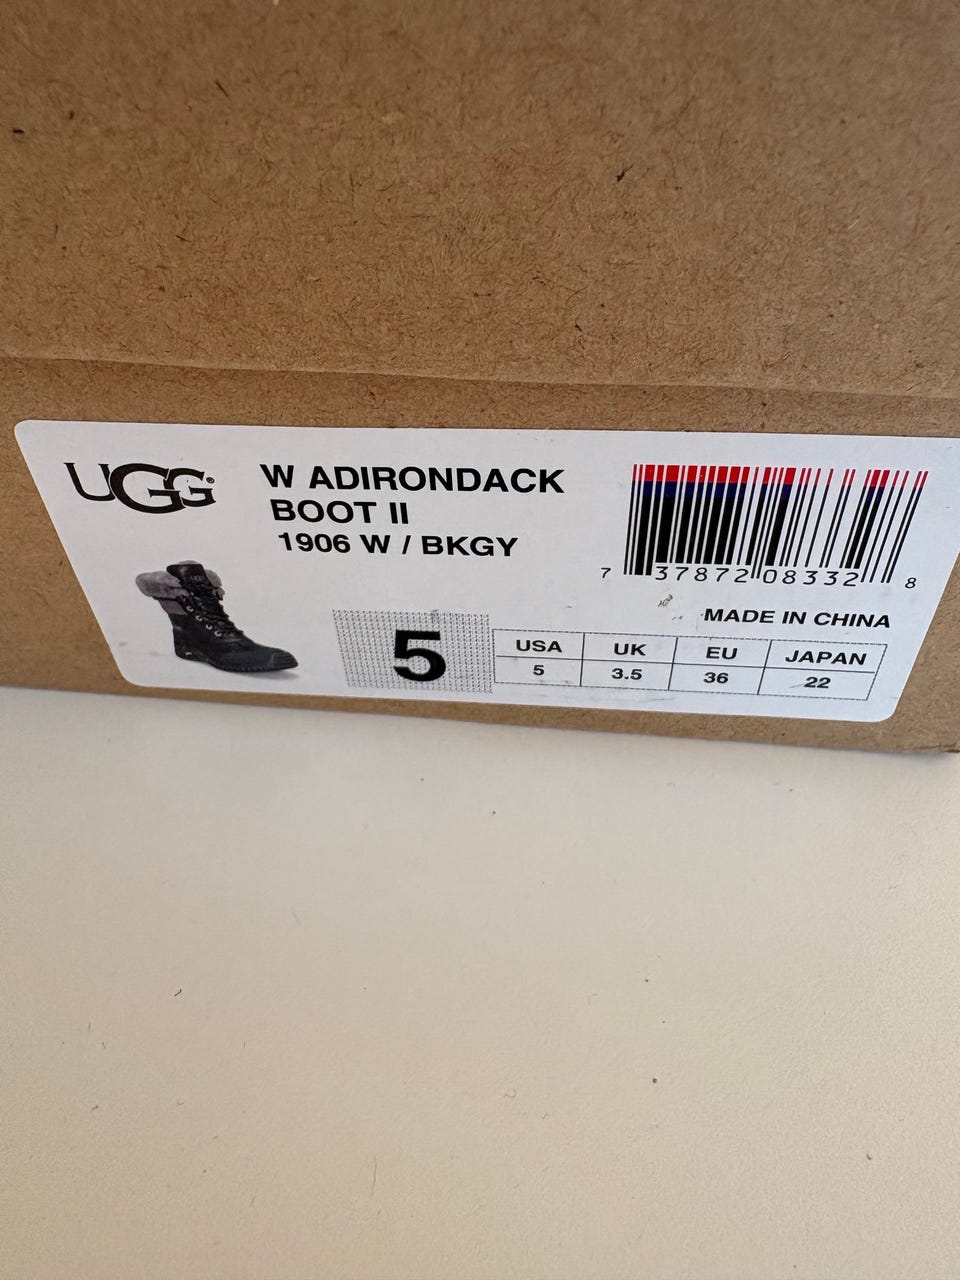 UGG®
W ADIRONDACK
BOOT II
1906 W / BKGY
7 37872 08332 8
MADE IN CHINA
5
USA UK EU JAPAN
5 3.5 36 22